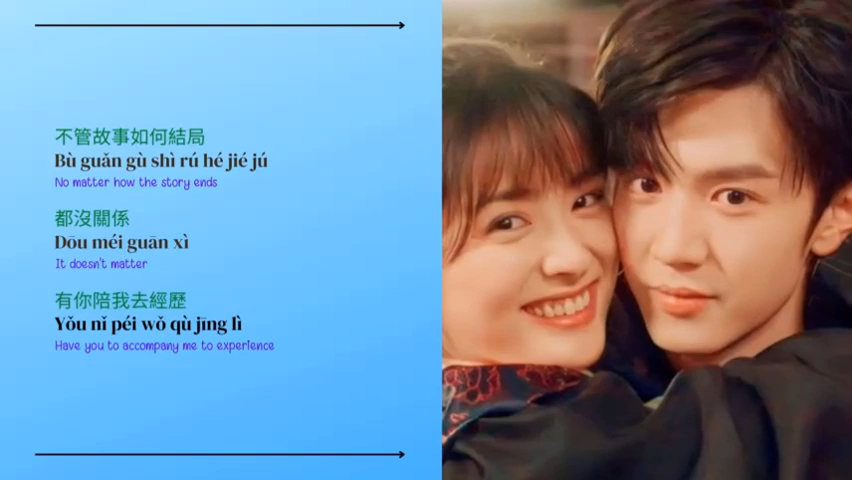 不管故事如何結局
Bù guǎn gù shì rú hé jié jú
No matter how the story ends
都沒關係
Dōu méi guān xì
It doesn't matter
有你陪我去經歷
Yǒu nǐ péi wǒ qù jīng lì
Have you to accompany me to experience